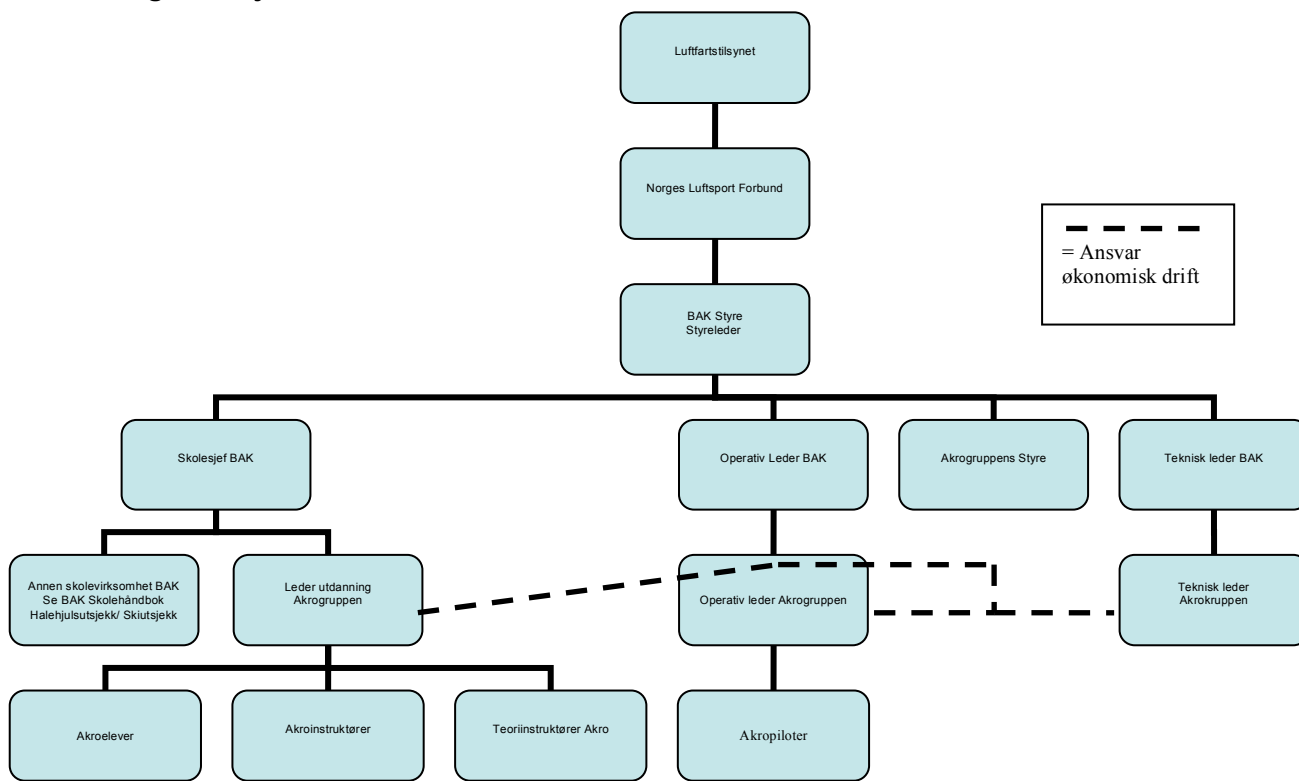 Luftfartstilsynet
Norges Luftsport Forbund
= Ansvar
økonomisk drift
BAK Styre
Styreleder
Skolesjef BAK
Operativ Leder BAK
Akrogruppens Styre
Teknisk leder BAK
Annen skolevirksomhet BAK
Se BAK Skolehåndbok
Halehjulsutsjekk/ Skiutsjekk
Leder utdanning
Akrogruppen
Operativ leder Akrogruppen
Teknisk leder
Akrokruppen
Akroelever
Akroinstruktører
Teoriinstruktører Akro
Akropiloter